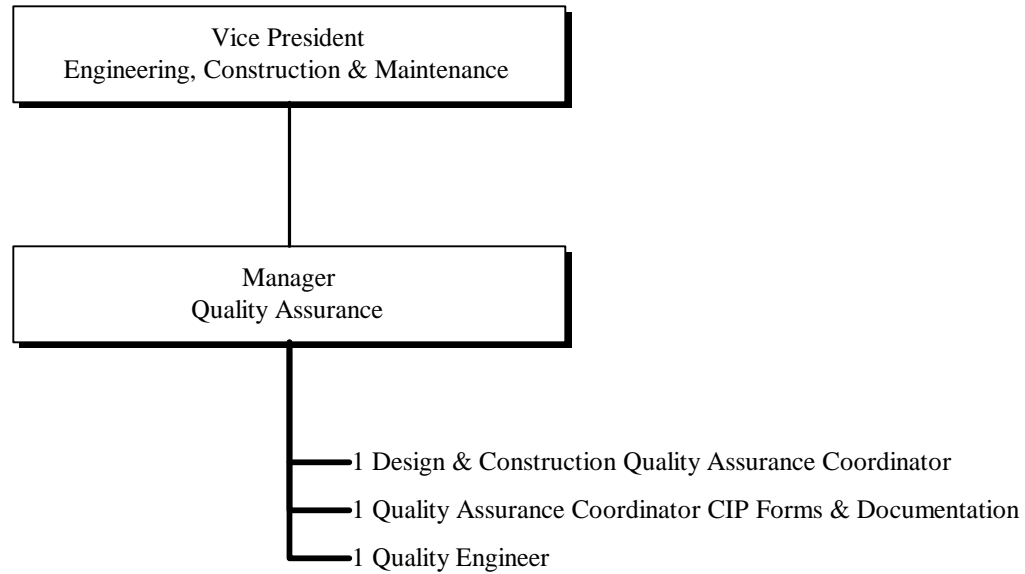 Vice President
Engineering, Construction & Maintenance
Manager
Quality Assurance
1 Design & Construction Quality Assurance Coordinator
1 Quality Assurance Coordinator CIP Forms & Documentation
1 Quality Engineer